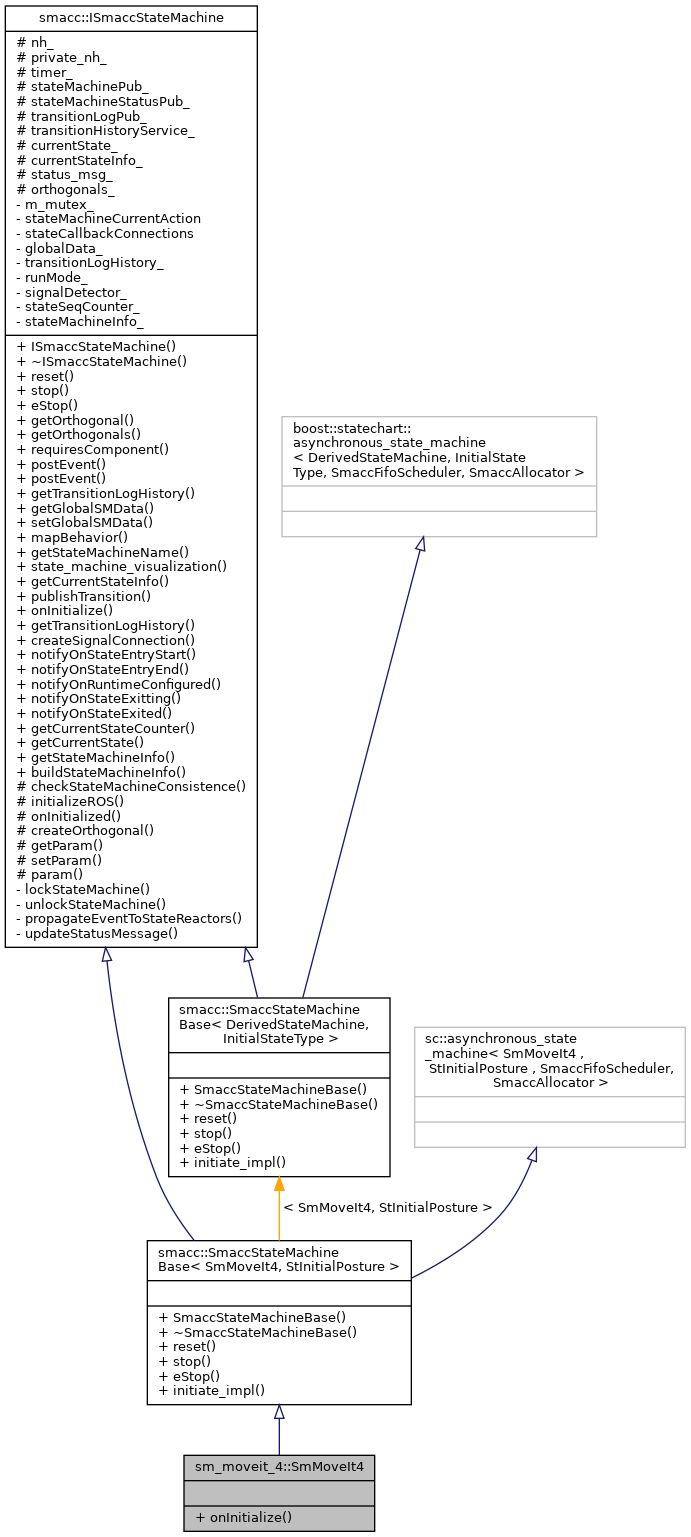 smacc::ISmaccStateMachine
# nh_
# private_nh_
# timer_
# stateMachinePub_
# stateMachineStatusPub_
# transitionLogPub_
# transitionHistoryService_
# currentState_
# currentStateInfo_
# status_msg_
# orthogonals_
- m_mutex_
- stateMachineCurrentAction
- stateCallbackConnections
- globalData_
- transitionLogHistory_
- runMode_
- signalDetector_
- stateSeqCounter_
- stateMachineInfo_
+ ISmaccStateMachine()
+ ~ISmaccStateMachine()
+ reset()
+ stop()
+ eStop()
+ getOrthogonal()
+ getOrthogonals()
+ requiresComponent()
+ postEvent()
+ postEvent()
+ getTransitionLogHistory()
+ getGlobalSMData()
+ setGlobalSMData()
+ mapBehavior()
+ getStateMachineName()
+ state_machine_visualization()
+ getCurrentStateInfo()
+ publishTransition()
+ onInitialize()
+ getTransitionLogHistory()
+ createSignalConnection()
+ notifyOnStateEntryStart()
+ notifyOnStateEntryEnd()
+ notifyOnRuntimeConfigured()
+ notifyOnStateExitting()
+ notifyOnStateExited()
+ getCurrentStateCounter()
+ getCurrentState()
+ getStateMachineInfo()
+ buildStateMachineInfo()
# checkStateMachineConsistence()
# initializeROS()
# onInitialized()
# createOrthogonal()
# getParam()
# setParam()
# param()
- lockStateMachine()
- unlockStateMachine()
- propagateEventToStateReactors()
- updateStatusMessage()
boost::statechart::
asynchronous_state_machine
< DerivedStateMachine, InitialState
Type, SmaccFifoScheduler, SmaccAllocator >
smacc::SmaccStateMachine
Base< DerivedStateMachine,
InitialStateType >
+ SmaccStateMachineBase()
+ ~SmaccStateMachineBase()
+ reset()
+ stop()
+ eStop()
+ initiate_impl()
sc::asynchronous_state
_machine< SmMoveIt4 ,
StInitialPosture , SmaccFifoScheduler,
SmaccAllocator >
< SmMoveIt4, StInitialPosture >
smacc::SmaccStateMachine
Base< SmMoveIt4, StInitialPosture >
+ SmaccStateMachineBase()
+ ~SmaccStateMachineBase()
+ reset()
+ stop()
+ eStop()
+ initiate_impl()
sm_moveit_4::SmMoveIt4
+ onInitialize()